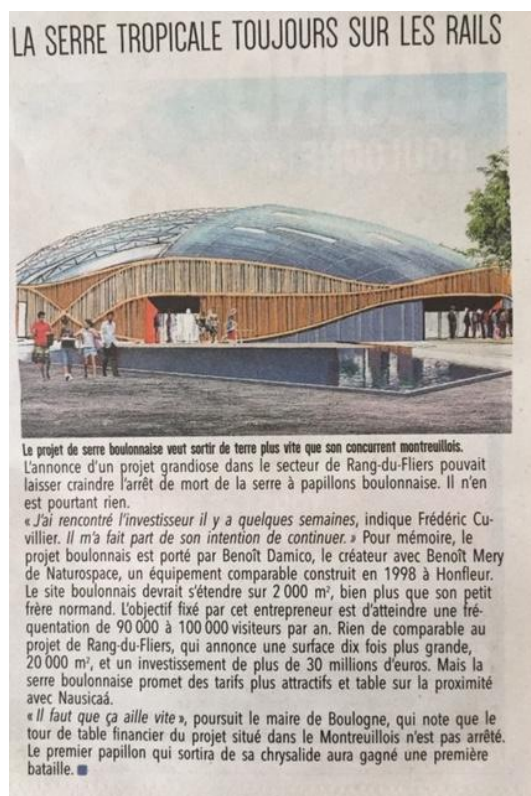 LA SERRE TROPICALE TOUJOURS SUR LES RAILS
Le projet de serre boulonnaise veut sortir de terre plus vite que son concurrent montreuillois.
L'annonce d'un projet grandiose dans le secteur de Rang-du-Fliers pouvait
laisser craindre l'arrêt de mort de la serre à papillons boulonnaise. Il n'en
est pourtant rien.
« J'ai rencontré l'investisseur il y a quelques semaines, indique Frédéric Cu-
villier. Il m'a fait part de son intention de continuer. » Pour mémoire, le
projet boulonnais est porté par Benoît Damico, le créateur avec Benoît Mery
de Naturospace, un équipement comparable construit en 1998 à Honfleur.
Le site boulonnais devrait s'étendre sur 2 000 m², bien plus que son petit
frère normand. L'objectif fixé par cet entrepreneur est d'atteindre une fré-
quentation de 90 000 à 100 000 visiteurs par an. Rien de comparable au
projet de Rang-du-Fliers, qui annonce une surface dix fois plus grande,
20 000 m², et un investissement de plus de 30 millions d'euros. Mais la
serre boulonnaise promet des tarifs plus attractifs et table sur la proximité
avec Nausicaá.
« Il faut que ça aille vite », poursuit le maire de Boulogne, qui note que le
tour de table financier du projet situé dans le Montreuillois n'est pas arrêté.
Le premier papillon qui sortira de sa chrysalide aura gagné une première
bataille.